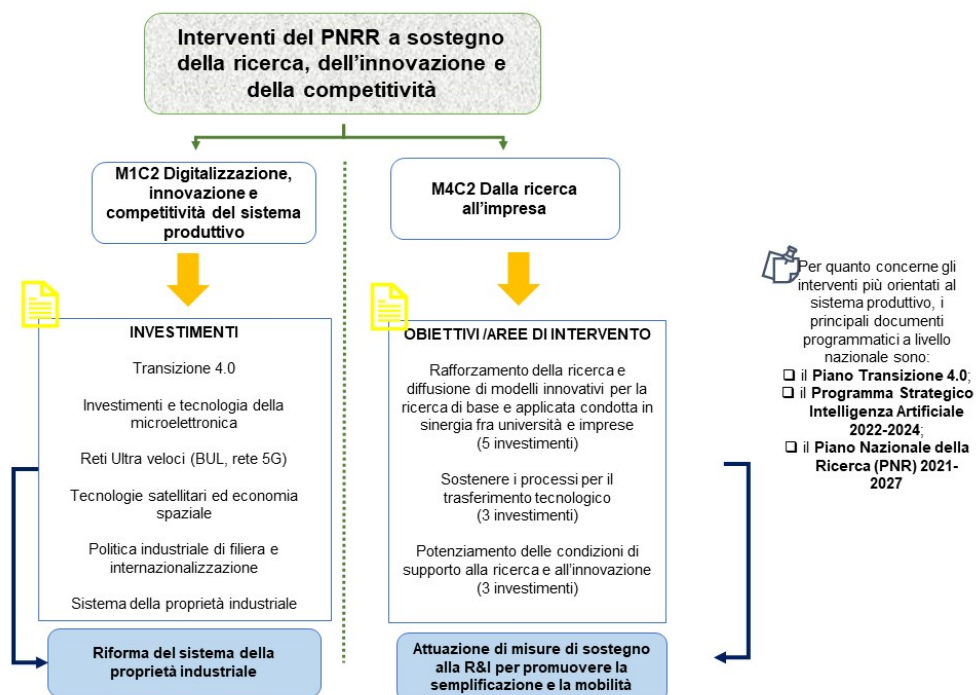 Interventi del PNRR a sostegno
della ricerca, dell'innovazione e
della competitività
M1C2 Digitalizzazione,
innovazione e
competitività del sistema
produttivo
INVESTIMENTI
Transizione 4.0
Investimenti e tecnologia della
microelettronica
Reti Ultra veloci (BUL, rete 5G)
Tecnologie satellitari ed economia
spaziale
Politica industriale di filiera e
internazionalizzazione
Sistema della proprietà industriale
Riforma del sistema della
proprietà industriale
M4C2 Dalla ricerca
all'impresa
OBIETTIVI /AREE DI INTERVENTO
Rafforzamento della ricerca e
diffusione di modelli innovativi per la
ricerca di base e applicata condotta in
sinergia fra università e imprese
(5 investimenti)
Sostenere i processi per il
trasferimento tecnologico
(3 investimenti)
Potenziamento delle condizioni di
supporto alla ricerca e all'innovazione
(3 investimenti)
Attuazione di misure di sostegno
alla R&I per promuovere la
semplificazione e la mobilità
Per quanto concerne gli
interventi più orientati al
sistema produttivo, i
principali documenti
programmatici a livello
nazionale sono:
❑ il Piano Transizione 4.0;
❑ il Programma Strategico
Intelligenza Artificiale
2022-2024;
❑ il Piano Nazionale della
Ricerca (PNR) 2021-
2027